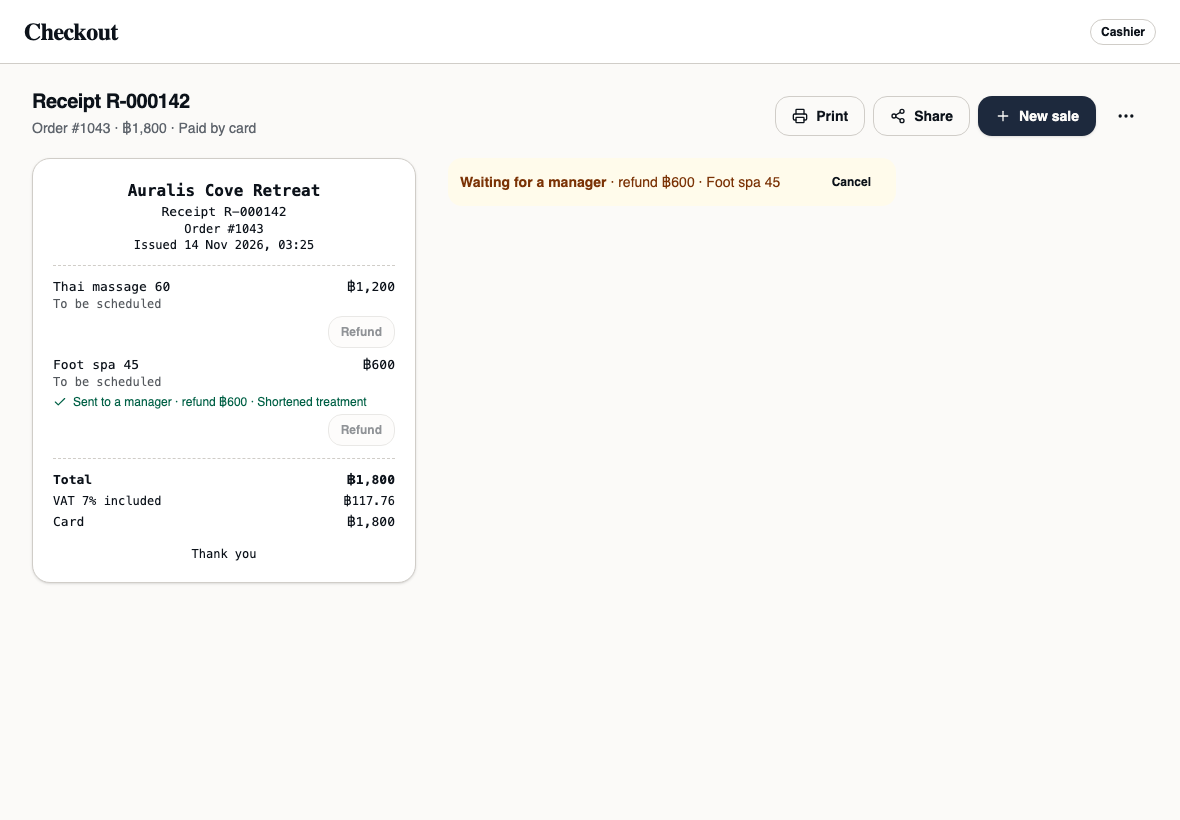 Checkout
Cashier
Receipt R-000142
Order #1043 · ฿1,800 · Paid by card
Print
Share
New sale
Auralis Cove Retreat
Receipt R-000142
Order #1043
Issued 14 Nov 2026, 03:25
Thai massage 60 ฿1,200
To be scheduled
Refund
Foot spa 45 ฿600
To be scheduled
Sent to a manager · refund ฿600 · Shortened treatment
Refund
Total ฿1,800
VAT 7% included ฿117.76
Card ฿1,800
Thank you
Waiting for a manager · refund ฿600 · Foot spa 45
Cancel